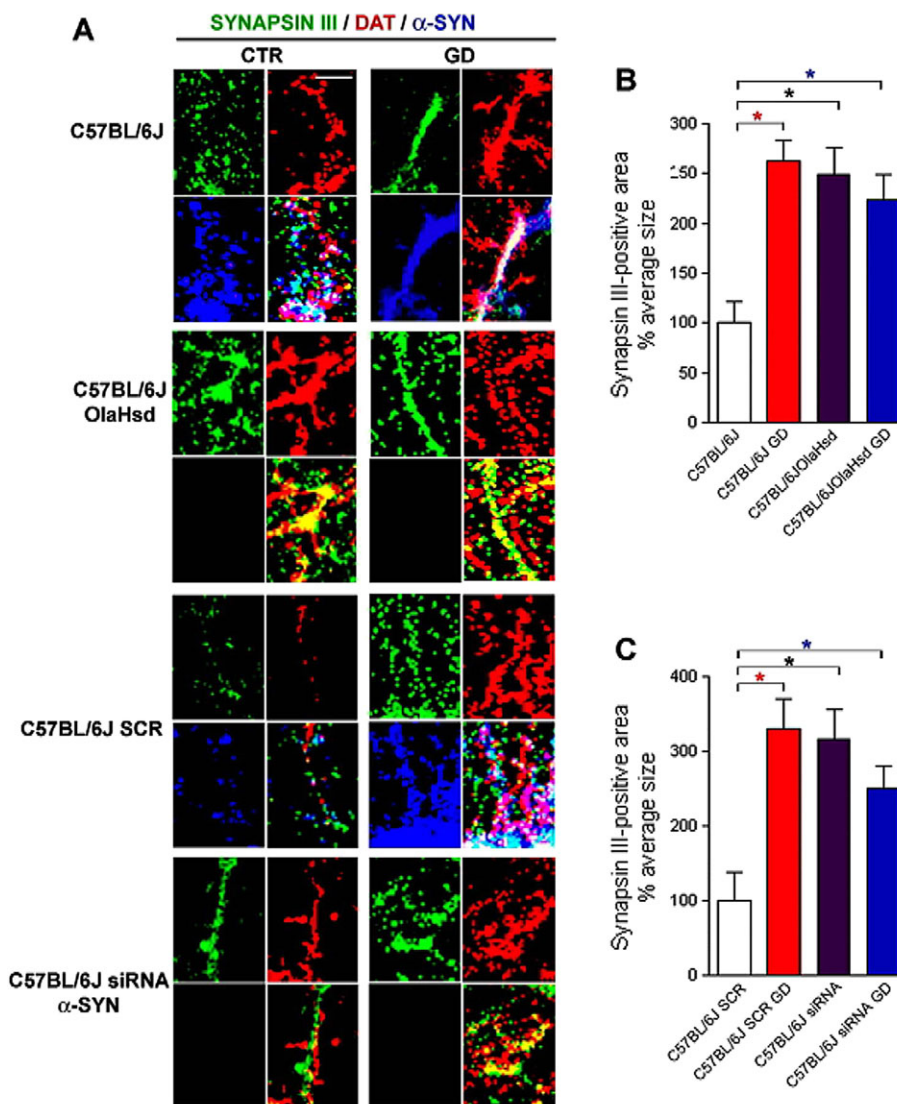 A
SYNAPSIN III / DAT / α-SYN
CTR GD
C57BL/6J
C57BL/6J
OlaHsd
C57BL/6J SCR
C57BL/6J siRNA
α-SYN
B
*
*
*
Synapsin III-positive area
% average size
300
250
200
150
100
50
0
C57BL/6J
C57BL/6J GD
C57BL/6JOlaHsd
C57BL/6JOlaHsd GD
C
*
*
*
Synapsin III-positive area
% average size
400
300
200
100
0
C57BL/6J SCR
C57BL/6J SCR GD
C57BL/6J siRNA
C57BL/6J siRNA GD